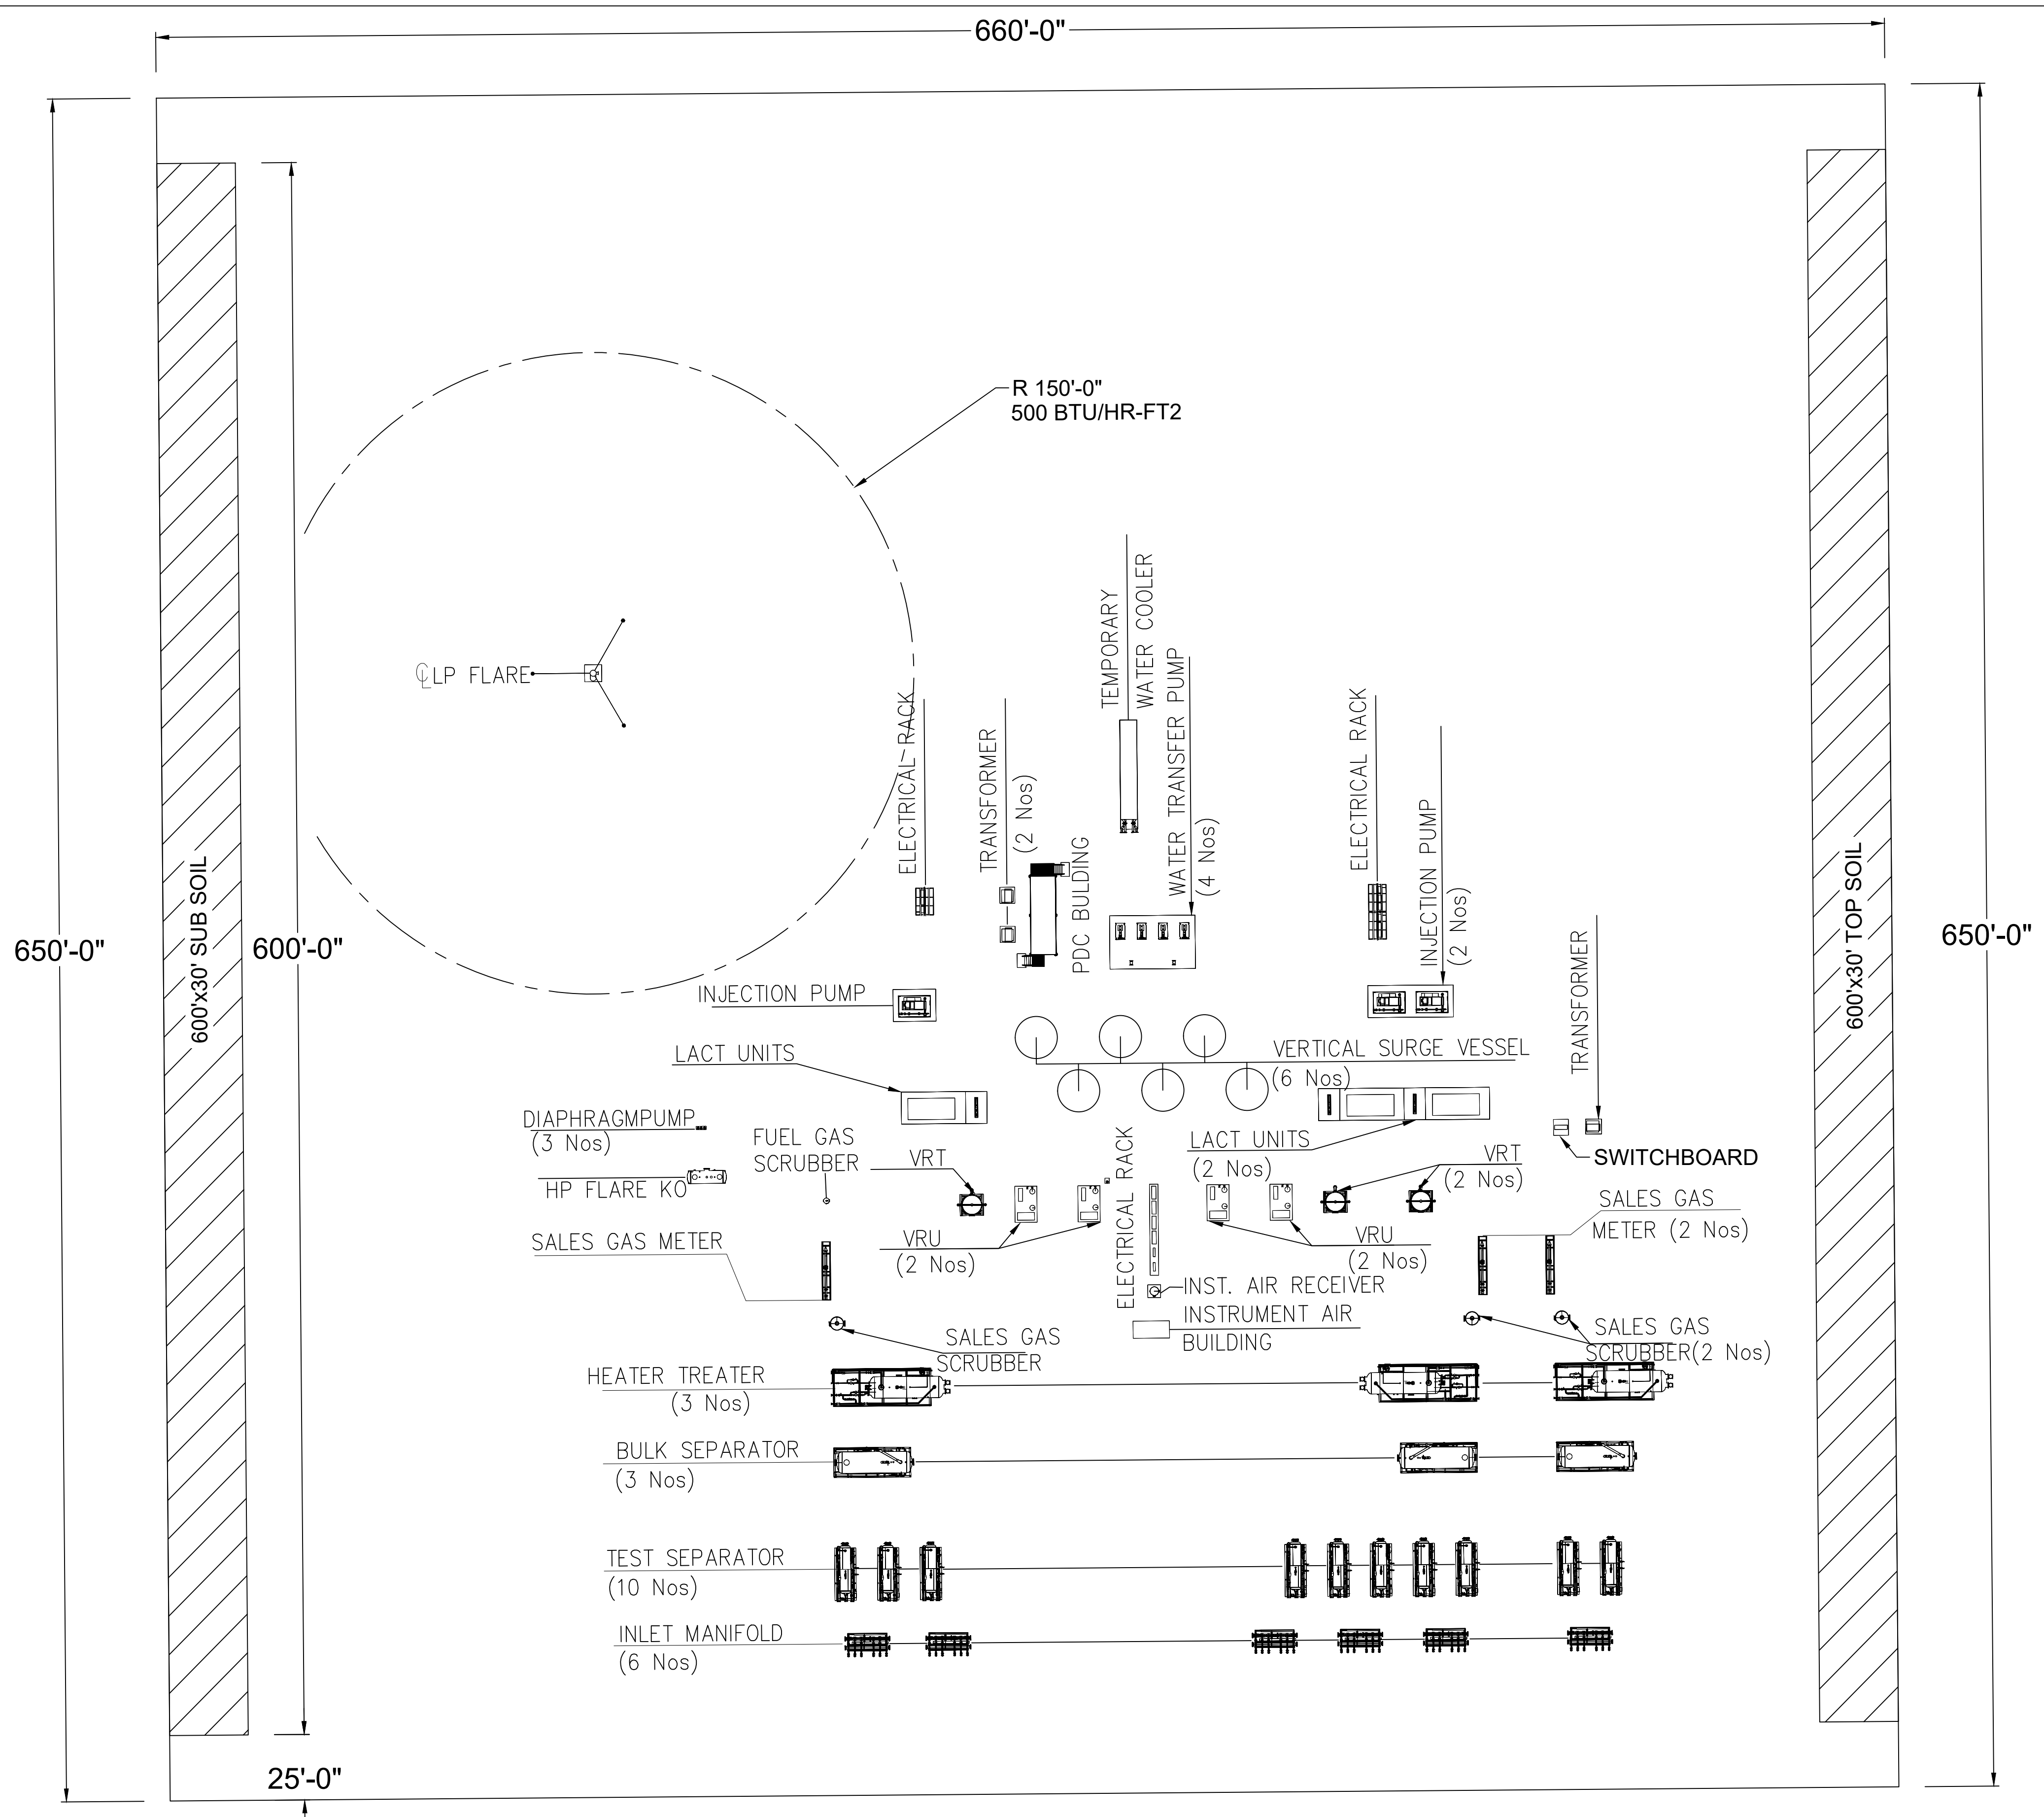 660'-0"
R 150'-0"
500 BTU/HR-FT2
TEMPORARY
WATER COOLER
WATER TRANSFER PUMP
(4 Nos)
℄LP FLARE
ELECTRICAL RACK
TRANSFORMER
(2 Nos)
PDC BULDING
ELECTRICAL RACK
INJECTION PUMP
(2 Nos)
650'-0"
600'x30' SUB SOIL
600'-0"
600'x30' TOP SOIL
650'-0"
INJECTION PUMP
TRANSFORMER
LACT UNITS
VERTICAL SURGE VESSEL
(6 Nos)
DIAPHRAGMPUMP
(3 Nos)
FUEL GAS
SCRUBBER
VRT
ELECTRICAL RACK
LACT UNITS
(2 Nos)
VRT
(2 Nos)
SWITCHBOARD
HP FLARE KO
SALES GAS
METER (2 Nos)
SALES GAS METER
VRU
(2 Nos)
VRU
(2 Nos)
INST. AIR RECEIVER
INSTRUMENT AIR
BUILDING
SALES GAS
SCRUBBER
SALES GAS
SCRUBBER(2 Nos)
HEATER TREATER
(3 Nos)
BULK SEPARATOR
(3 Nos)
TEST SEPARATOR
(10 Nos)
INLET MANIFOLD
(6 Nos)
25'-0"